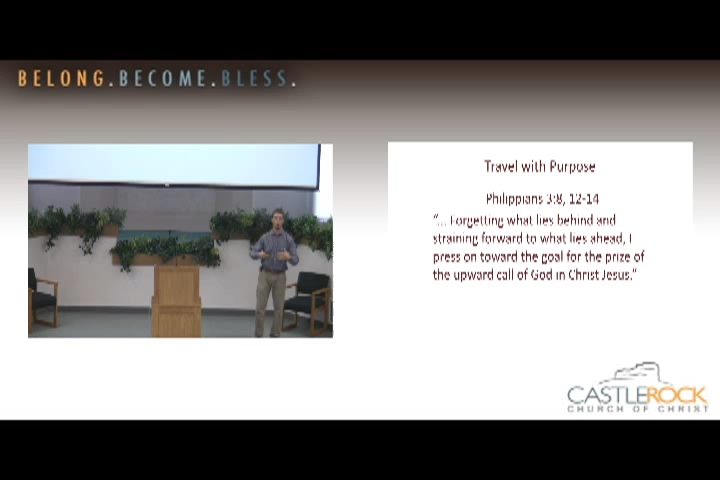 BELONG.BECOME.BLESS.
Travel with Purpose
Philippians 3:8, 12-14
"... Forgetting what lies behind and
straining forward to what lies ahead, I
press on toward the goal for the prize of
the upward call of God in Christ Jesus."
CASTLEROCK
CHURCH OF CHRIST